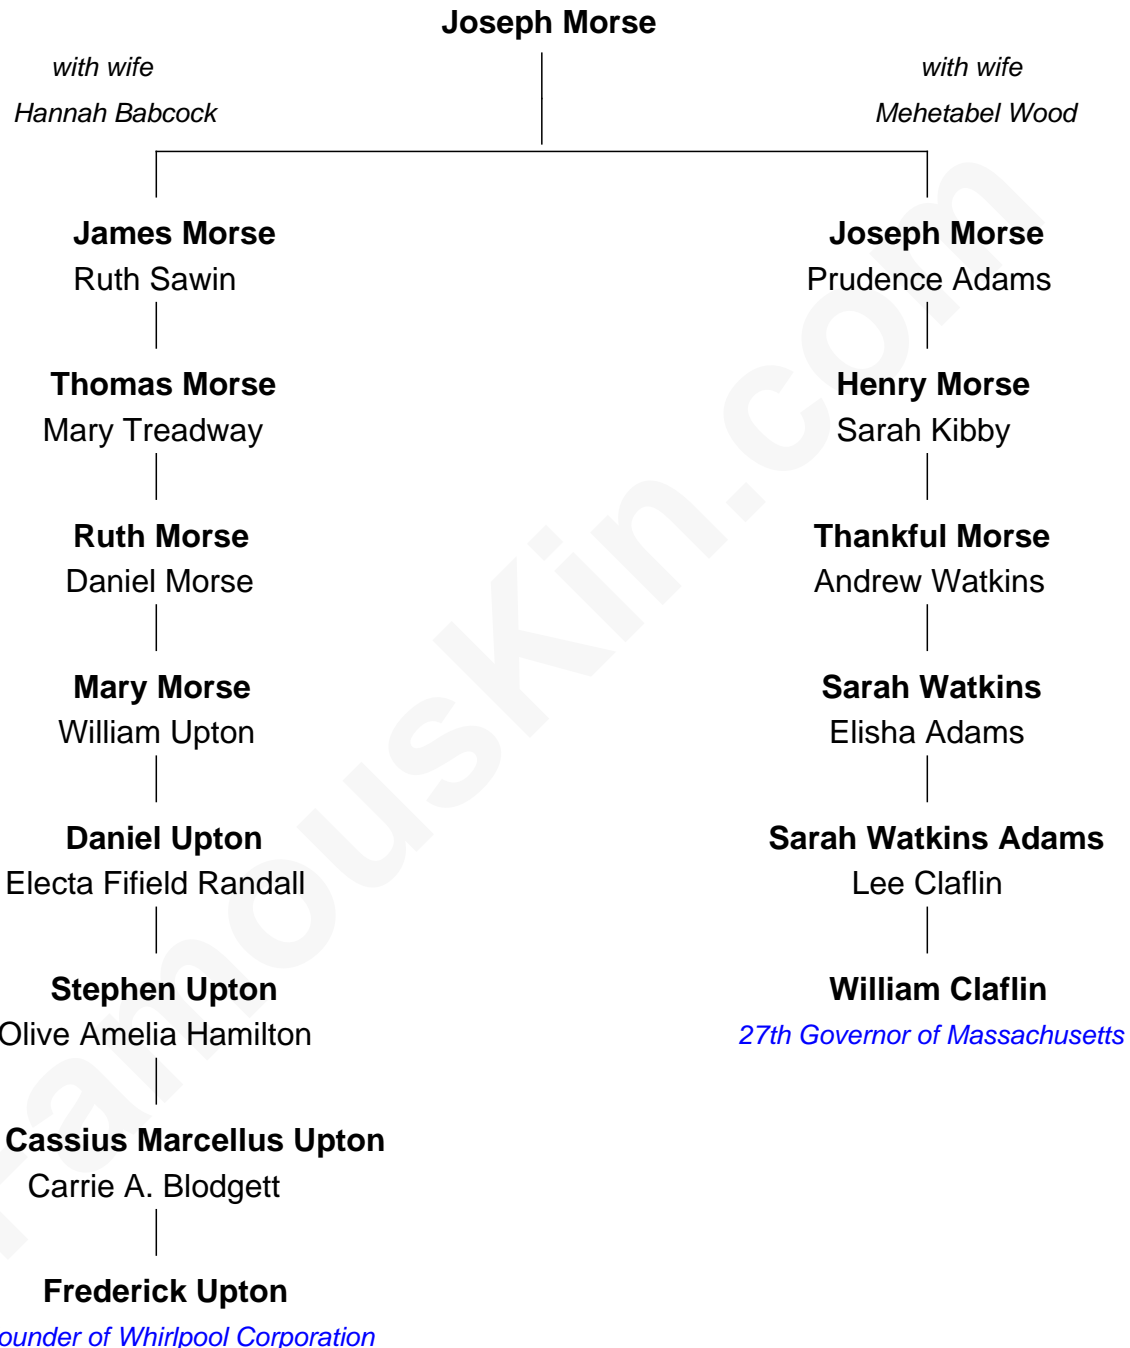 Joseph Morse
with wife
Hannah Babcock
with wife
Mehetabel Wood
James Morse
Ruth Sawin
Joseph Morse
Prudence Adams
Thomas Morse
Mary Treadway
Henry Morse
Sarah Kibby
Ruth Morse
Daniel Morse
Thankful Morse
Andrew Watkins
Mary Morse
William Upton
Sarah Watkins
Elisha Adams
Daniel Upton
Electa Fifield Randall
Sarah Watkins Adams
Lee Claflin
Stephen Upton
Olive Amelia Hamilton
William Claflin
27th Governor of Massachusetts
Cassius Marcellus Upton
Carrie A. Blodgett
Frederick Upton
ounder of Whirlpool Corporation
FamousKin.com